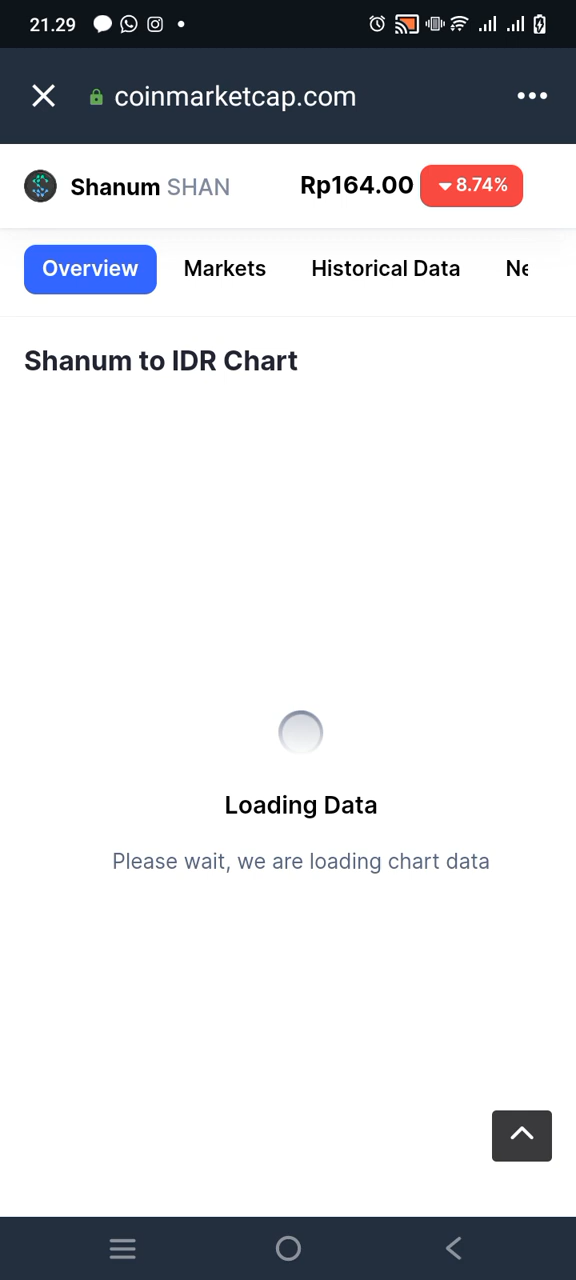 21.29
coinmarketcap.com
Shanum SHAN Rp164.00 8.74%
Overview Markets Historical Data Ne
Shanum to IDR Chart
Loading Data
Please wait, we are loading chart data